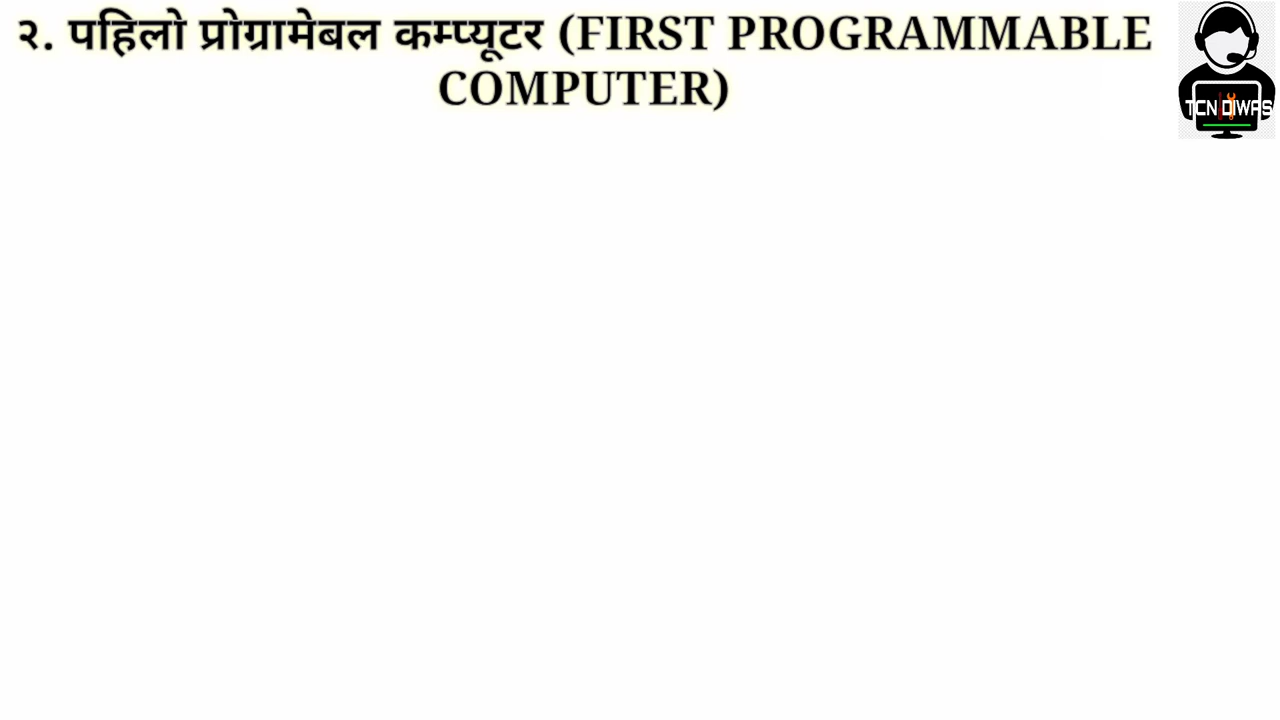 २. पहिलो प्रोग्रामेबल कम्प्यूटर (FIRST PROGRAMMABLE
COMPUTER)
TCN DIWAS